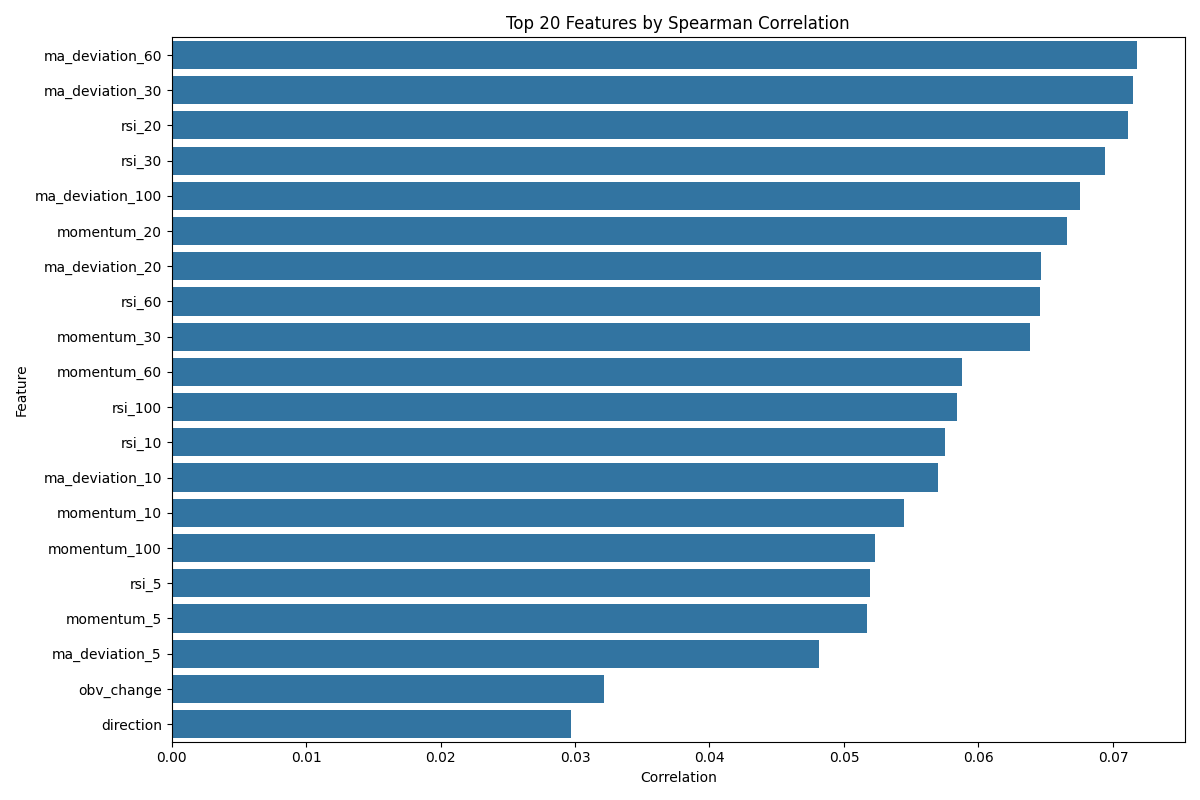 Top 20 Features by Spearman Correlation
Feature
ma_deviation_60
ma_deviation_30
rsi_20
rsi_30
ma_deviation_100
momentum_20
ma_deviation_20
rsi_60
momentum_30
momentum_60
rsi_100
rsi_10
ma_deviation_10
momentum_10
momentum_100
rsi_5
momentum_5
ma_deviation_5
obv_change
direction
0.00 0.01 0.02 0.03 0.04 0.05 0.06 0.07
Correlation